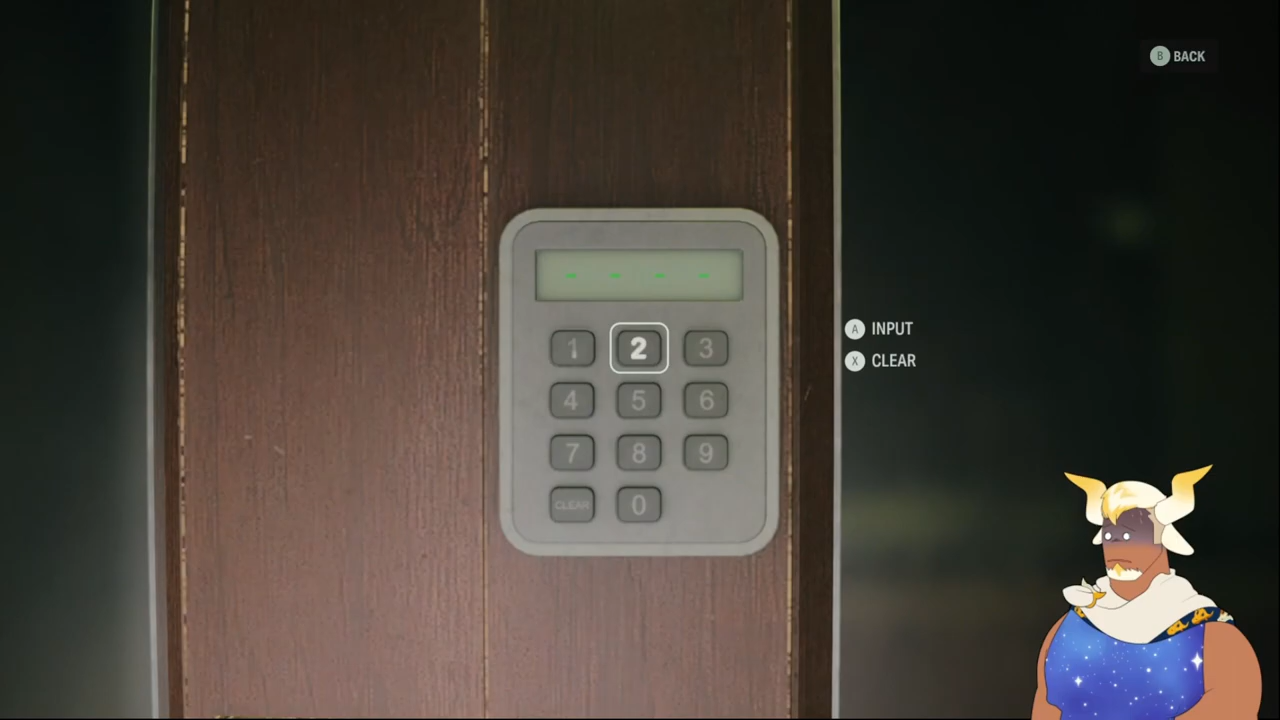 B BACK
- - - -
1 2 3
A INPUT
X CLEAR
4 5 6
7 8 9
CLEAR 0